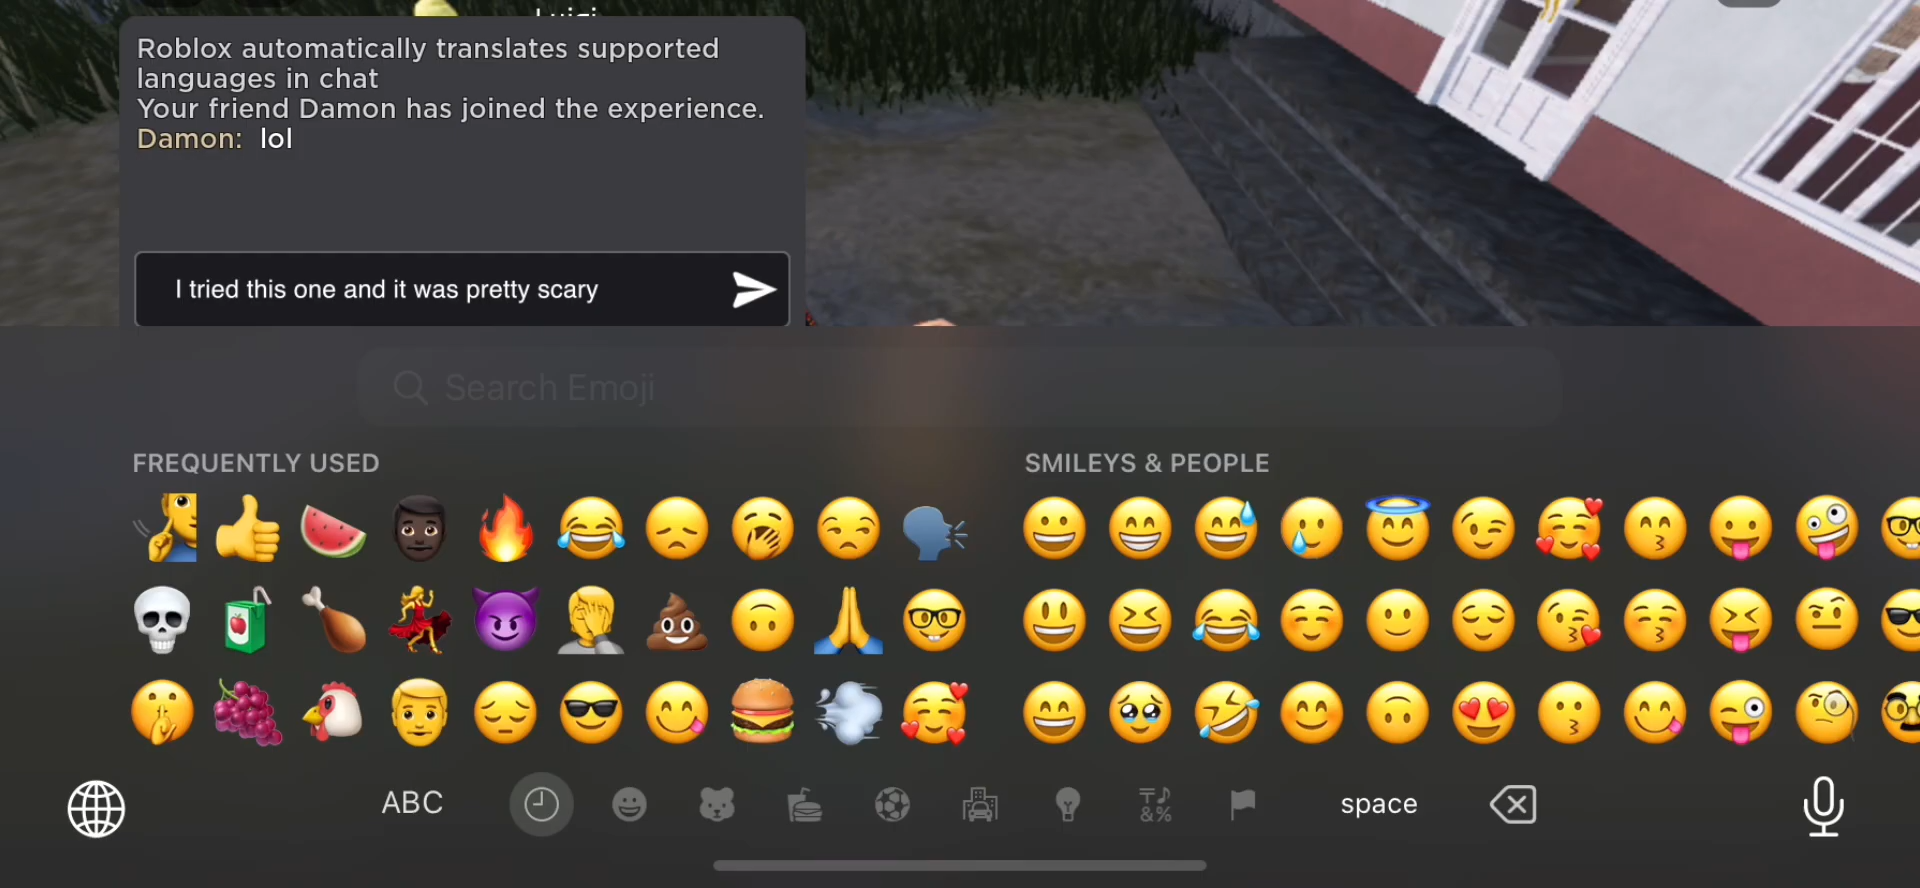 Luigi
Roblox automatically translates supported
languages in chat
Your friend Damon has joined the experience.
Damon: lol
I tried this one and it was pretty scary
Search Emoji
FREQUENTLY USED
SMILEYS & PEOPLE
ABC
space